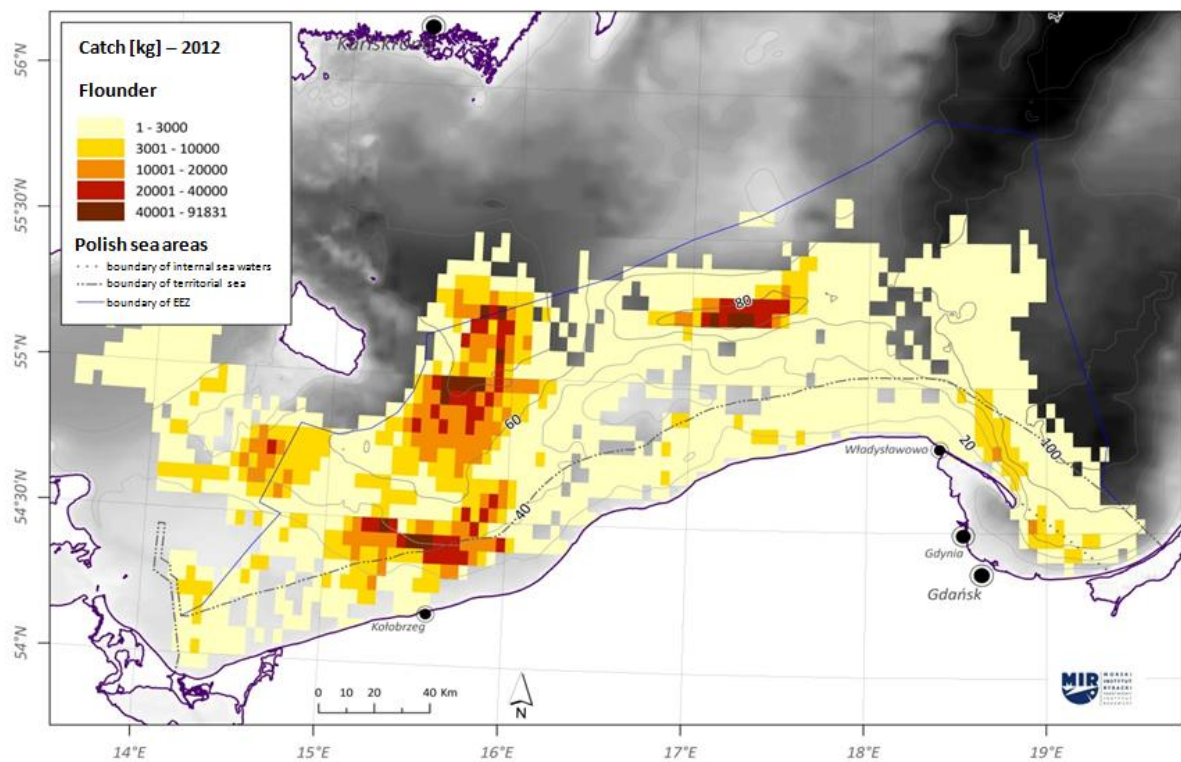 Catch [kg] – 2012
Flounder
1 - 3000
3001 - 10000
10001 - 20000
20001 - 40000
40001 - 91831
Polish sea areas
boundary of internal sea waters
boundary of territorial sea
boundary of EEZ
56°N
55°30'N
55°N
54°30'N
54°N
80
60
40
20
100
Władysławowo
Gdynia
Gdańsk
Kołobrzeg
0 10 20 40 Km
N
MIR
MORSKI
INSTYTUT
RYBACKI
14°E 15°E 16°E 17°E 18°E 19°E